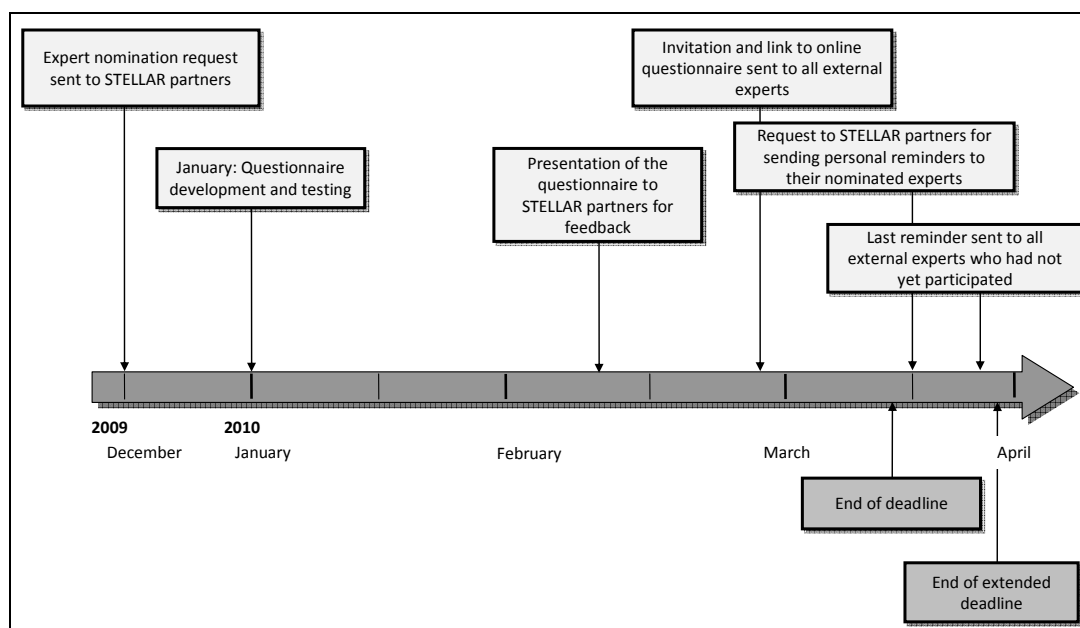 Expert nomination request
sent to STELLAR partners
January: Questionnaire
development and testing
Presentation of the
questionnaire to
STELLAR partners for
feedback
Invitation and link to online
questionnaire sent to all external
experts
Request to STELLAR partners for
sending personal reminders to
their nominated experts
Last reminder sent to all
external experts who had not
yet participated
2009
December
2010
January
February
March
April
End of deadline
End of extended
deadline